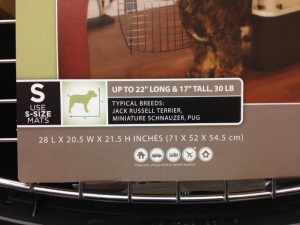 S
USE
S-SIZE
MATS
UP TO 22" LONG & 17" TALL, 30 LB
TYPICAL BREEDS:
JACK RUSSELL TERRIER,
MINIATURE SCHNAUZER, PUG
28 L X 20.5 W X 21.5 H INCHES (71 X 52 X 54.5 cm)